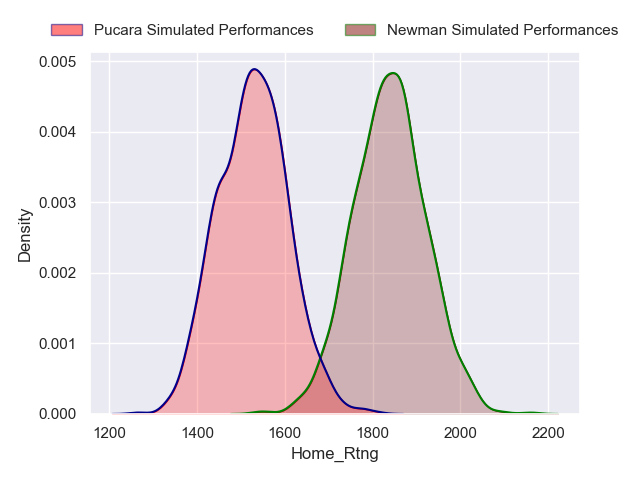 Pucara Simulated Performances
Newman Simulated Performances
0.005
0.004
0.003
0.002
0.001
0.000
Density
1200 1400 1600 1800 2000 2200
Home_Rtng